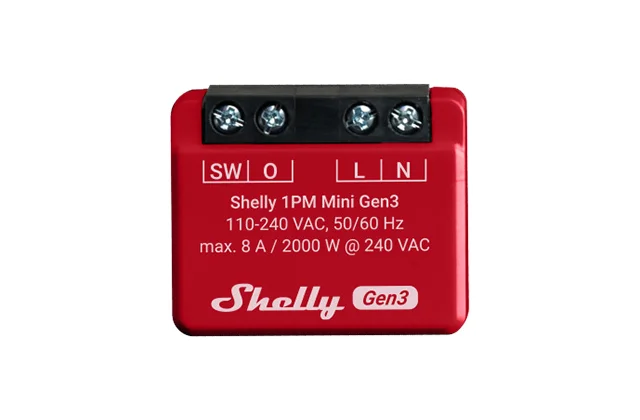 SW O L N
Shelly 1PM Mini Gen3
110-240 VAC, 50/60 Hz
max. 8 A / 2000 W @ 240 VAC
Shelly Gen3